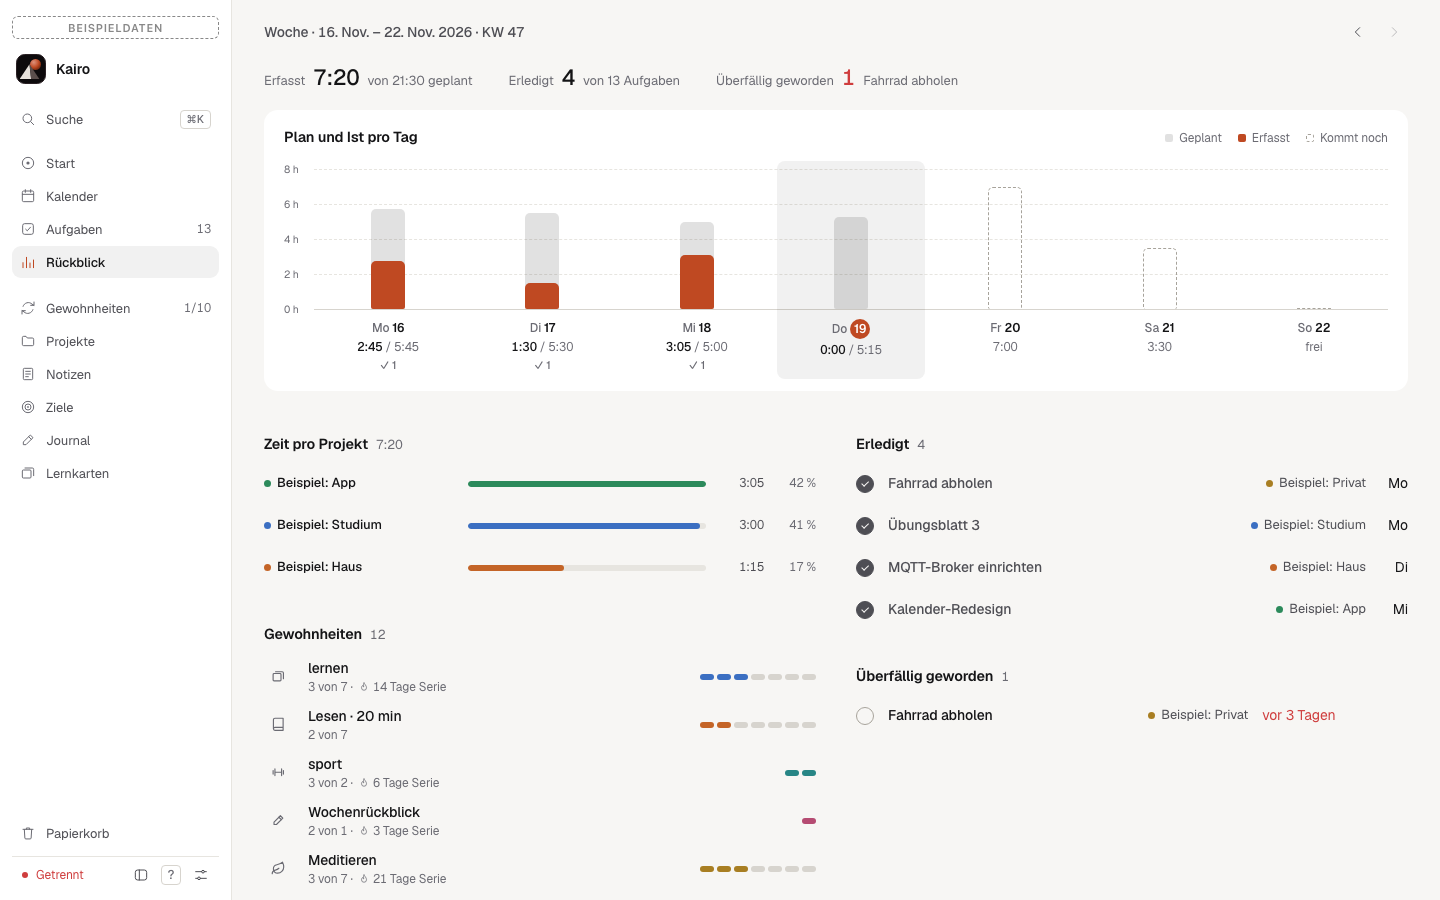 BEISPIELDATEN
Kairo
Suche ⌘K
Start
Kalender
Aufgaben 13
Rückblick
Gewohnheiten 1/10
Projekte
Notizen
Ziele
Journal
Lernkarten
Papierkorb
Getrennt ?
Woche · 16. Nov. – 22. Nov. 2026 · KW 47
Erfasst 7:20 von 21:30 geplant Erledigt 4 von 13 Aufgaben Überfällig geworden 1 Fahrrad abholen
Plan und Ist pro Tag Geplant Erfasst Kommt noch
8 h
6 h
4 h
2 h
0 h
Mo 16 Di 17 Mi 18 Do 19 Fr 20 Sa 21 So 22
2:45 / 5:45 1:30 / 5:30 3:05 / 5:00 0:00 / 5:15 7:00 3:30 frei
✓ 1 ✓ 1 ✓ 1
Zeit pro Projekt 7:20
Beispiel: App 3:05 42 %
Beispiel: Studium 3:00 41 %
Beispiel: Haus 1:15 17 %
Gewohnheiten 12
lernen
3 von 7 · 14 Tage Serie
Lesen · 20 min
2 von 7
sport
3 von 2 · 6 Tage Serie
Wochenrückblick
2 von 1 · 3 Tage Serie
Meditieren
3 von 7 · 21 Tage Serie
Erledigt 4
Fahrrad abholen Beispiel: Privat Mo
Übungsblatt 3 Beispiel: Studium Mo
MQTT-Broker einrichten Beispiel: Haus Di
Kalender-Redesign Beispiel: App Mi
Überfällig geworden 1
Fahrrad abholen Beispiel: Privat vor 3 Tagen